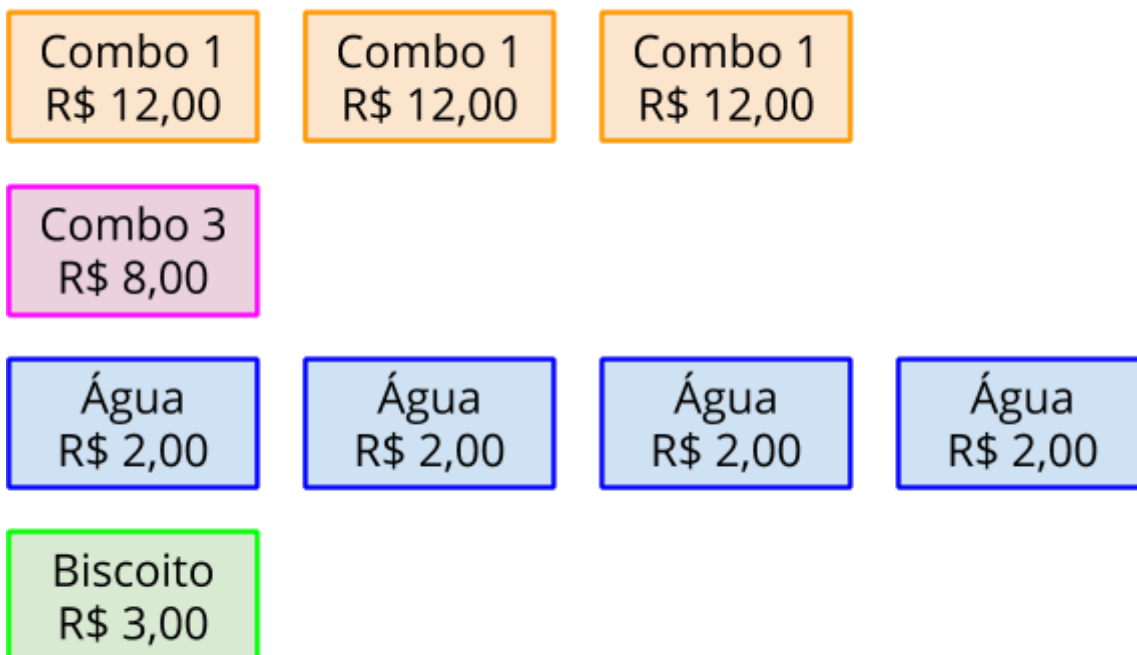 Combo 1 Combo 1 Combo 1
R$ 12,00 R$ 12,00 R$ 12,00
Combo 3
R$ 8,00
Água Água Água Água
R$ 2,00 R$ 2,00 R$ 2,00 R$ 2,00
Biscoito
R$ 3,00